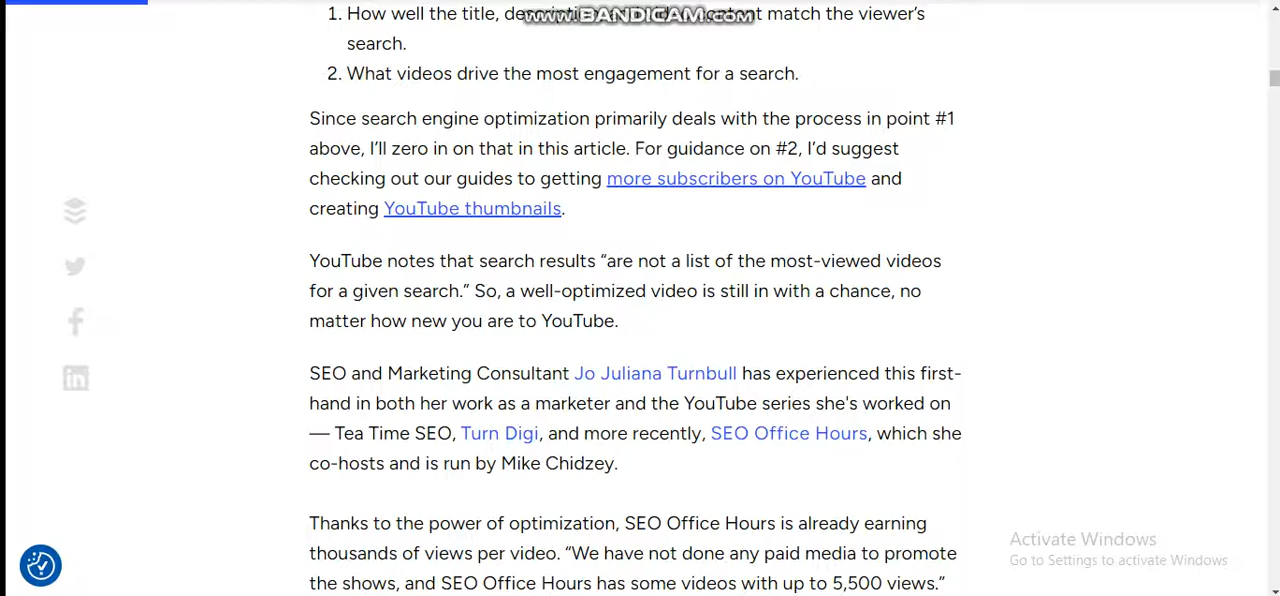 1. How well the title, content match the viewer's
www.BANDICAM.com
search.
2. What videos drive the most engagement for a search.
Since search engine optimization primarily deals with the process in point #1
above, I'll zero in on that in this article. For guidance on #2, I'd suggest
checking out our guides to getting more subscribers on YouTube and
creating YouTube thumbnails.
YouTube notes that search results “are not a list of the most-viewed videos
for a given search.” So, a well-optimized video is still in with a chance, no
matter how new you are to YouTube.
SEO and Marketing Consultant Jo Juliana Turnbull has experienced this first-
hand in both her work as a marketer and the YouTube series she's worked on
— Tea Time SEO, Turn Digi, and more recently, SEO Office Hours, which she
co-hosts and is run by Mike Chidzey.
Thanks to the power of optimization, SEO Office Hours is already earning
thousands of views per video. “We have not done any paid media to promote
the shows, and SEO Office Hours has some videos with up to 5,500 views.”
Activate Windows
Go to Settings to activate Windows